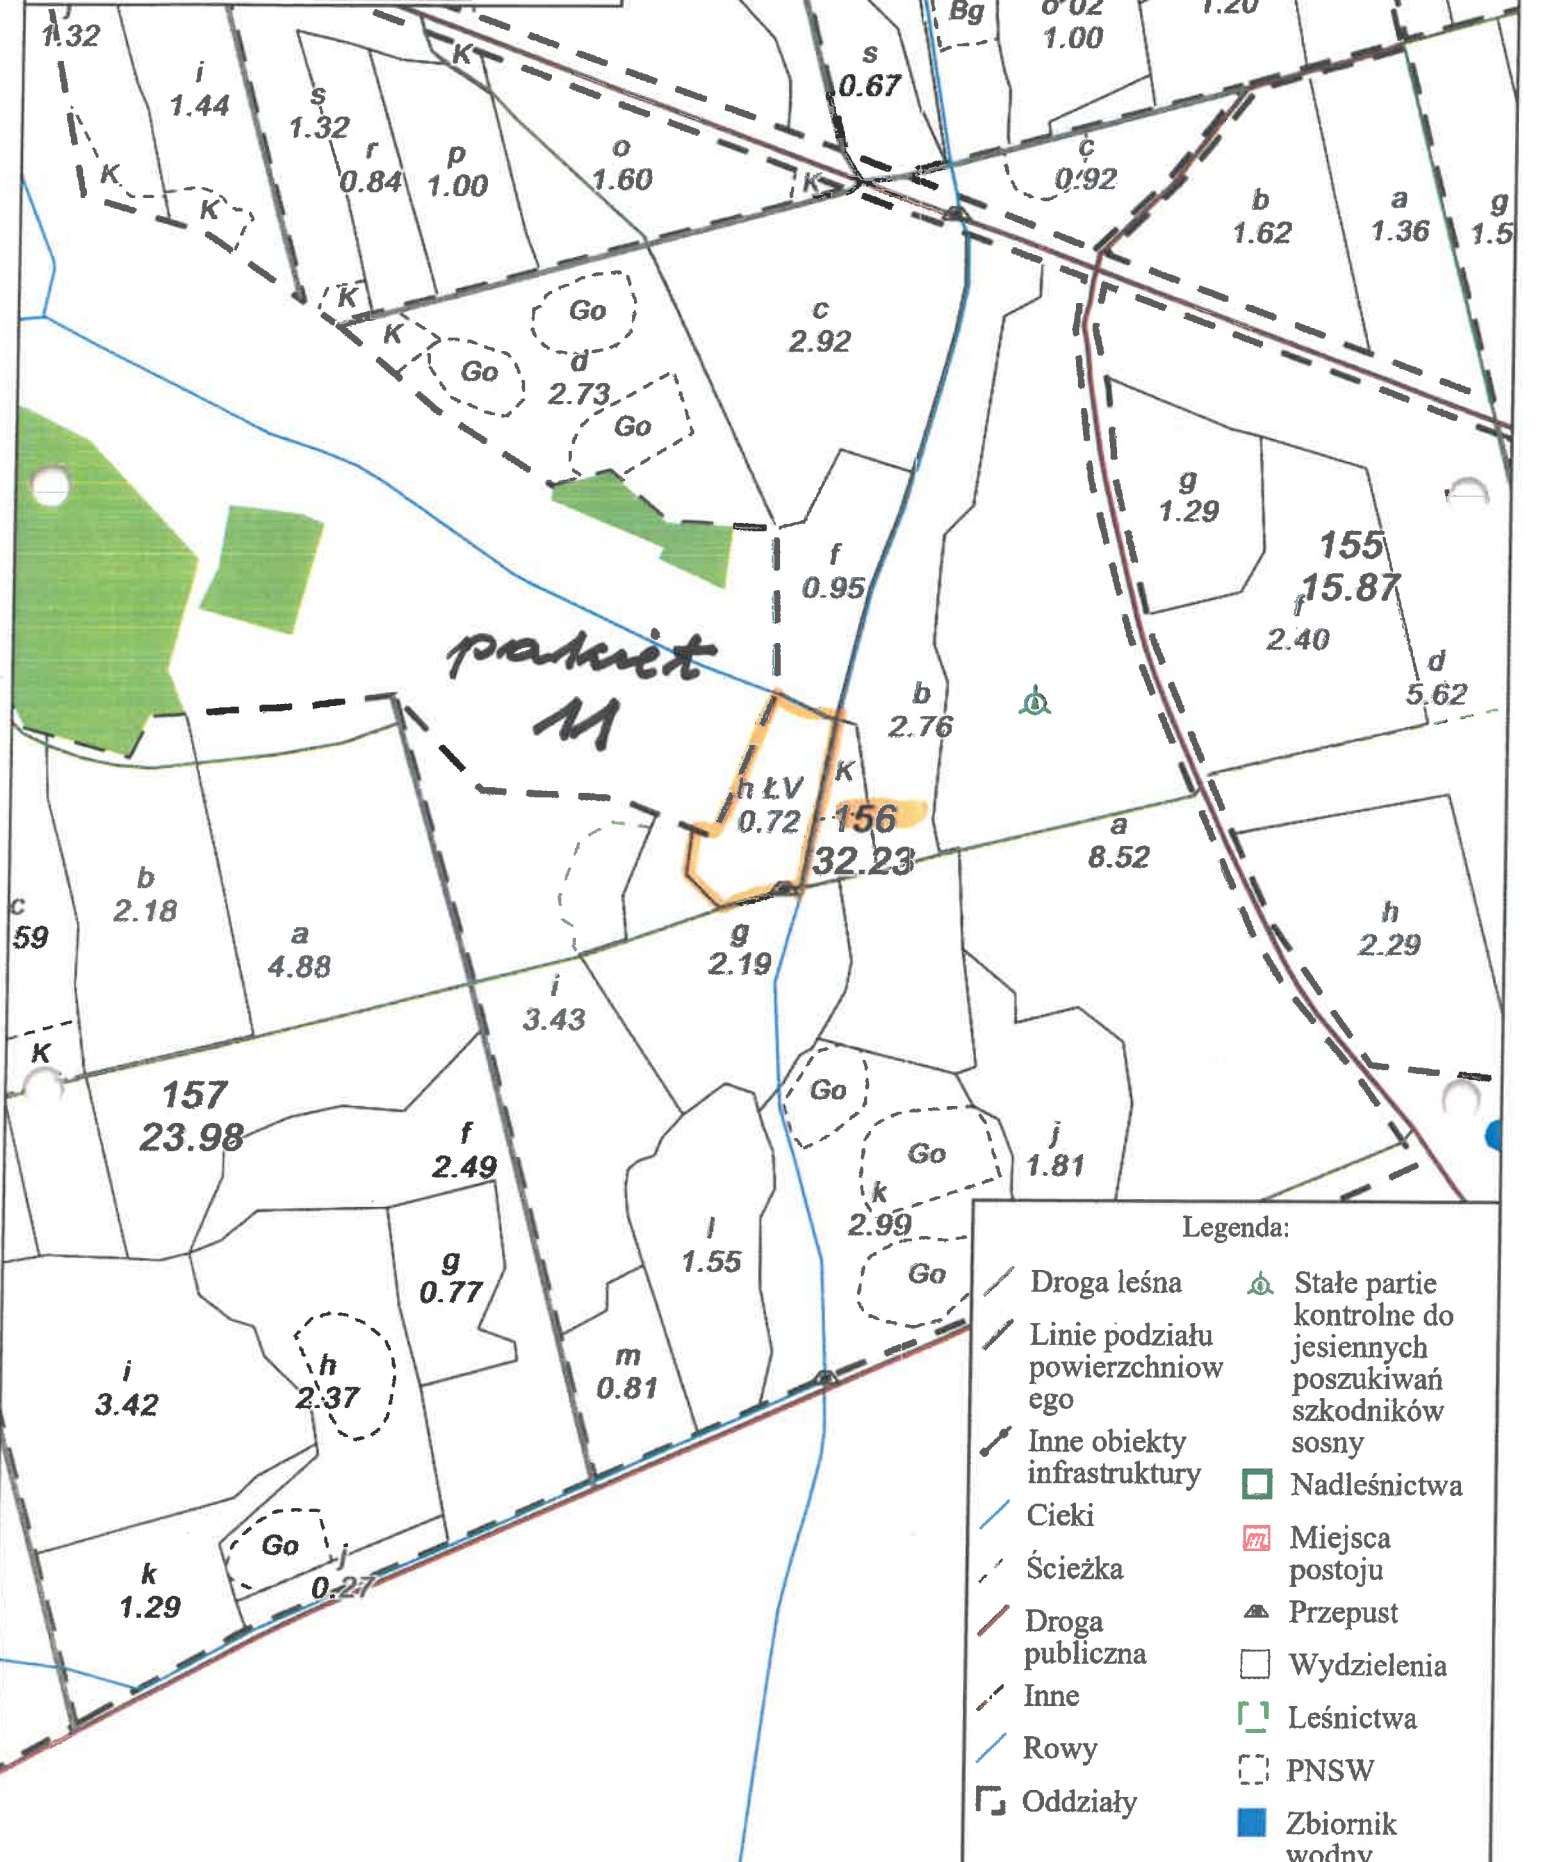 1.32
i
1.44
s
1.32
r
0.84
p
1.00
K
o
1.60
K
s
0.67
Bg
1.00
1.20
c
0.92
b
1.62
a
1.36
g
1.5
K
K
K
K
Go
Go
d
2.73
Go
c
2.92
f
0.95
g
1.29
155
15.87
f
2.40
d
5.62
pakiet
11
b
2.76
K
h ŁV
0.72
156
32.23
a
8.52
h
2.29
c
59
b
2.18
a
4.88
g
2.19
i
3.43
K
157
23.98
f
2.49
Go
Go
j
1.81
k
2.99
Go
l
1.55
g
0.77
h
2.37
i
3.42
m
0.81
Go
j
0.27
k
1.29
Legenda:
Droga leśna
Linie podziału
powierzchniow
ego
Inne obiekty
infrastruktury
Cieki
Ścieżka
Droga
publiczna
Inne
Rowy
Oddziały
Stałe partie
kontrolne do
jesiennych
poszukiwań
szkodników
sosny
Nadleśnictwa
Miejsca
postoju
Przepust
Wydzielenia
Leśnictwa
PNSW
Zbiornik
wodny